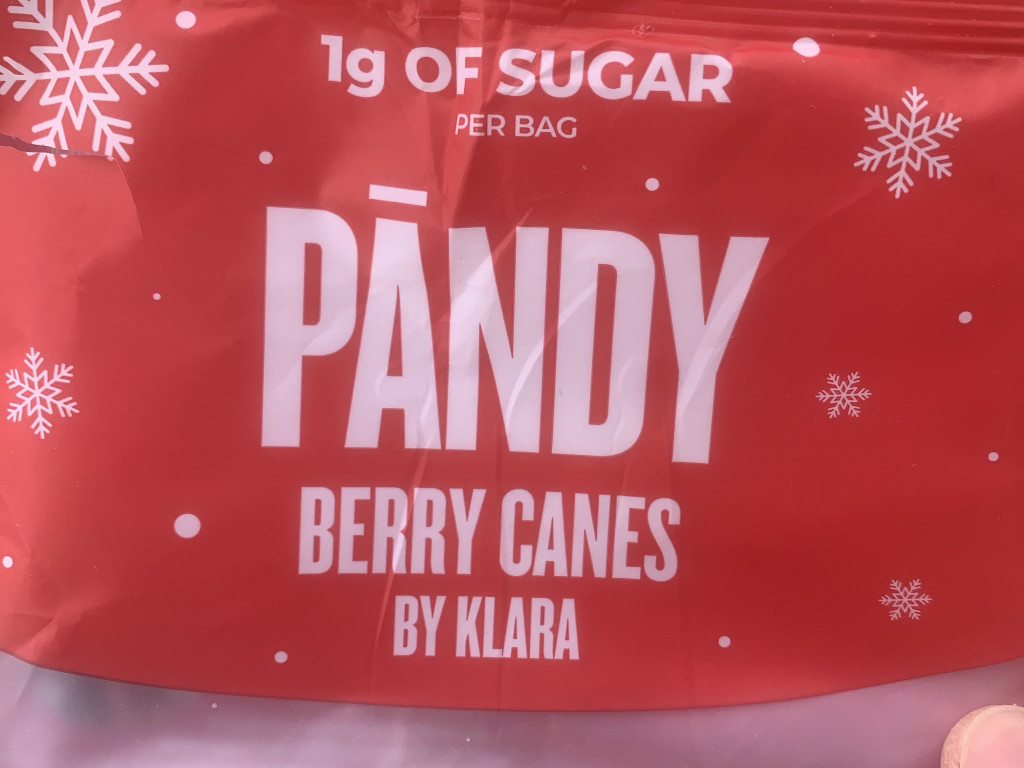 1g OF SUGAR
PER BAG
PĀNDY
BERRY CANES
BY KLARA